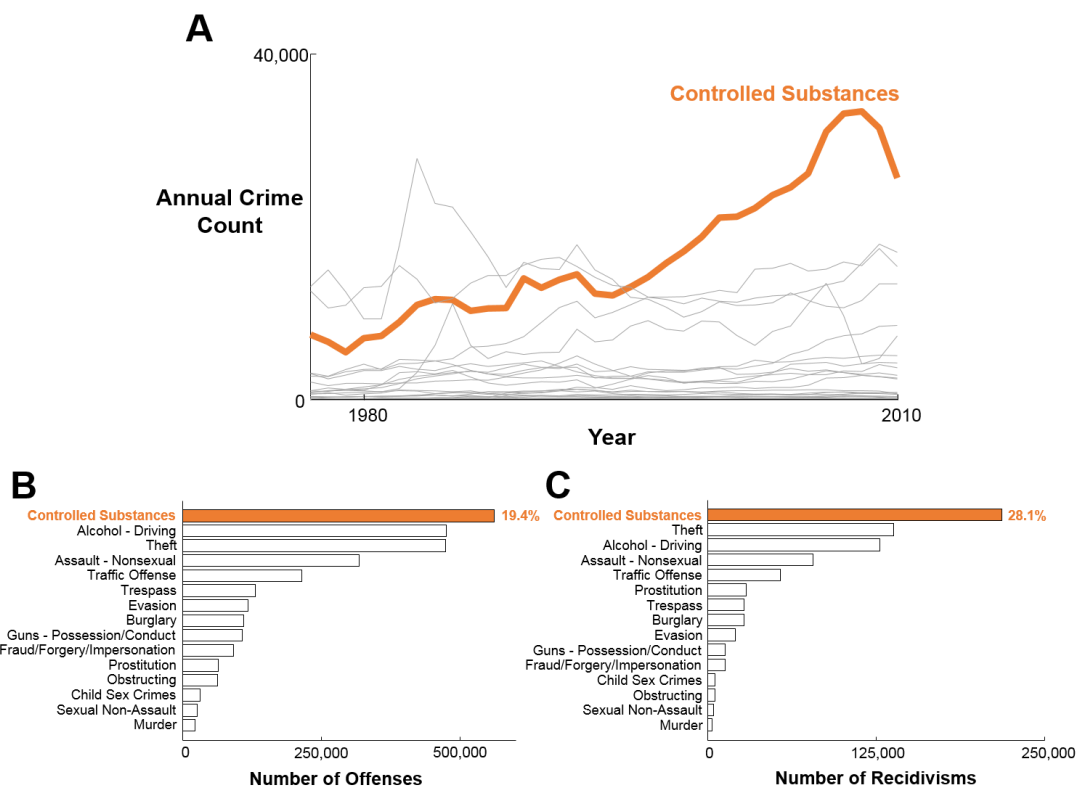 A
40,000
Controlled Substances
Annual Crime
Count
0
1980
2010
Year
B
Controlled Substances
19.4%
Alcohol - Driving
Theft
Assault - Nonsexual
Traffic Offense
Trespass
Evasion
Burglary
Guns - Possession/Conduct
Fraud/Forgery/Impersonation
Prostitution
Obstructing
Child Sex Crimes
Sexual Non-Assault
Murder
0
250,000
500,000
Number of Offenses
C
Controlled Substances
28.1%
Theft
Alcohol - Driving
Assault - Nonsexual
Traffic Offense
Prostitution
Trespass
Burglary
Evasion
Guns - Possession/Conduct
Fraud/Forgery/Impersonation
Child Sex Crimes
Obstructing
Sexual Non-Assault
Murder
0
125,000
250,000
Number of Recidivisms